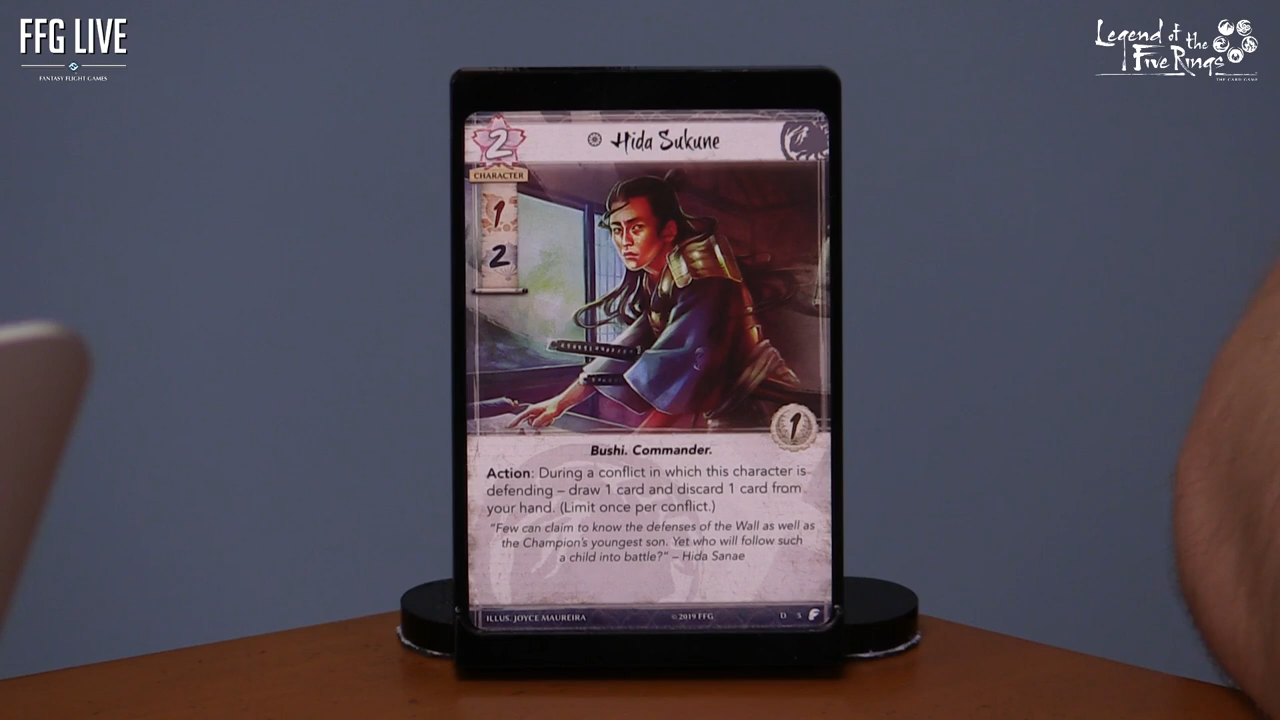 FFG LIVE
FANTASY FLIGHT GAMES
Legend of the
Five Rings
THE CARD GAME
2
Hida Sukune
CHARACTER
1
2
1
Bushi. Commander.
Action: During a conflict in which this character is
defending – draw 1 card and discard 1 card from
your hand. (Limit once per conflict.)
"Few can claim to know the defenses of the Wall as well as
the Champion's youngest son. Yet who will follow such
a child into battle?" – Hida Sanae
ILLUS. JOYCE MAUREIRA
© 2019 FFG
D